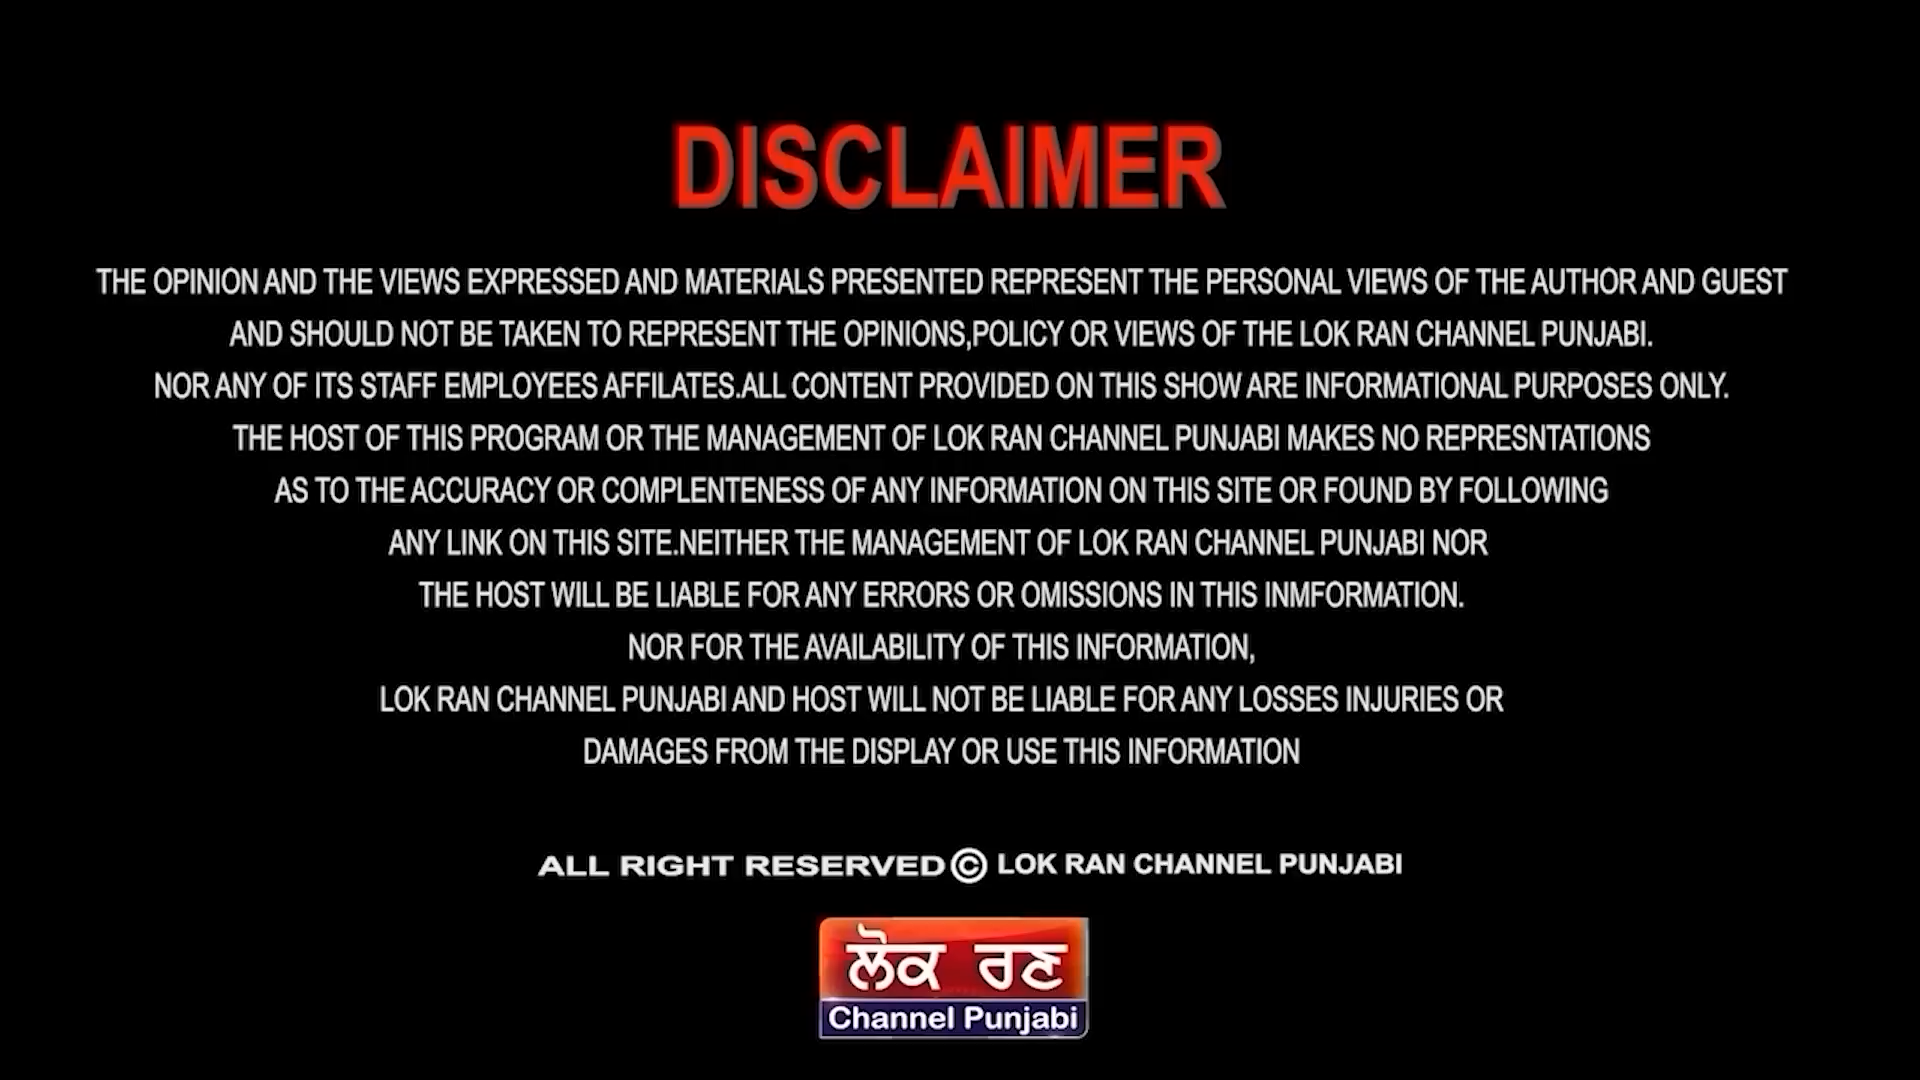 DISCLAIMER
THE OPINION AND THE VIEWS EXPRESSED AND MATERIALS PRESENTED REPRESENT THE PERSONAL VIEWS OF THE AUTHOR AND GUEST
AND SHOULD NOT BE TAKEN TO REPRESENT THE OPINIONS,POLICY OR VIEWS OF THE LOK RAN CHANNEL PUNJABI.
NOR ANY OF ITS STAFF EMPLOYEES AFFILATES.ALL CONTENT PROVIDED ON THIS SHOW ARE INFORMATIONAL PURPOSES ONLY.
THE HOST OF THIS PROGRAM OR THE MANAGEMENT OF LOK RAN CHANNEL PUNJABI MAKES NO REPRESNTATIONS
AS TO THE ACCURACY OR COMPLENTENESS OF ANY INFORMATION ON THIS SITE OR FOUND BY FOLLOWING
ANY LINK ON THIS SITE.NEITHER THE MANAGEMENT OF LOK RAN CHANNEL PUNJABI NOR
THE HOST WILL BE LIABLE FOR ANY ERRORS OR OMISSIONS IN THIS INMFORMATION.
NOR FOR THE AVAILABILITY OF THIS INFORMATION,
LOK RAN CHANNEL PUNJABI AND HOST WILL NOT BE LIABLE FOR ANY LOSSES INJURIES OR
DAMAGES FROM THE DISPLAY OR USE THIS INFORMATION
ALL RIGHT RESERVED © LOK RAN CHANNEL PUNJABI
ਲੋਕ ਰਣ
Channel Punjabi